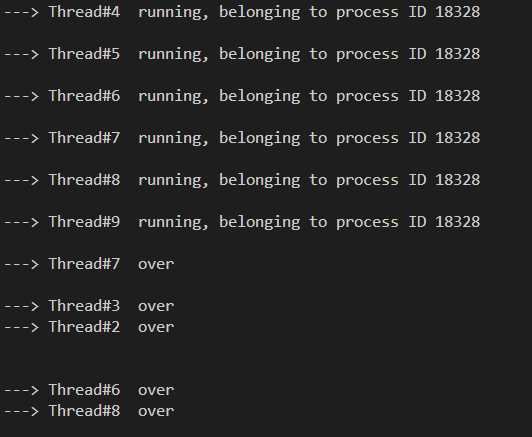 ---> Thread#4  running, belonging to process ID 18328
---> Thread#5  running, belonging to process ID 18328
---> Thread#6  running, belonging to process ID 18328
---> Thread#7  running, belonging to process ID 18328
---> Thread#8  running, belonging to process ID 18328
---> Thread#9  running, belonging to process ID 18328
---> Thread#7  over
---> Thread#3  over
---> Thread#2  over
---> Thread#6  over
---> Thread#8  over